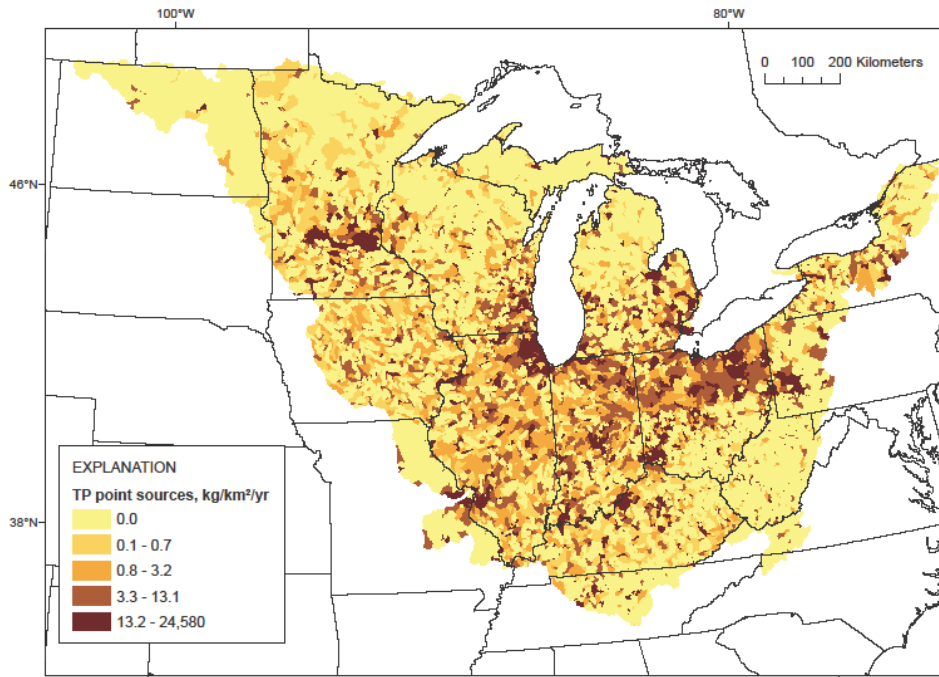 100°W 80°W
0 100 200 Kilometers
46°N
38°N
EXPLANATION
TP point sources, kg/km²/yr
0.0
0.1 - 0.7
0.8 - 3.2
3.3 - 13.1
13.2 - 24,580